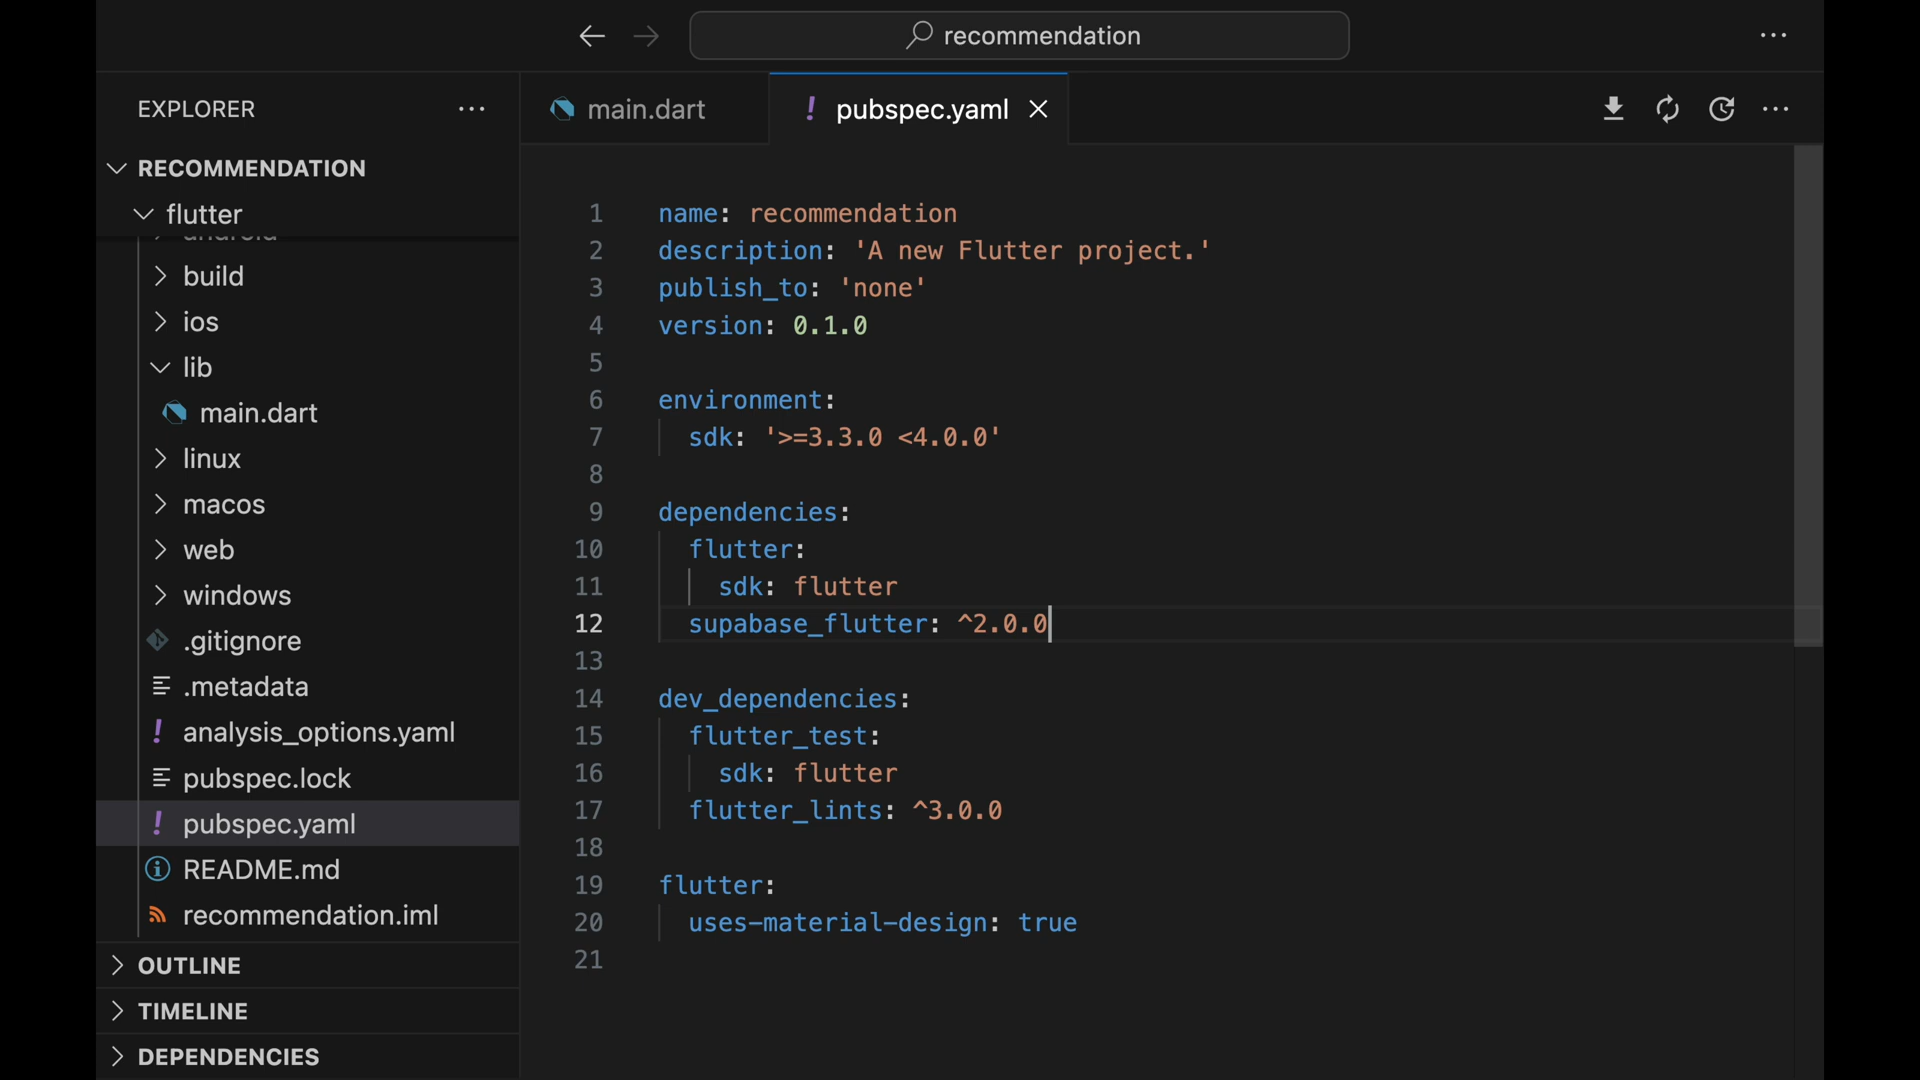 recommendation
EXPLORER
RECOMMENDATION
flutter
android
build
ios
lib
main.dart
linux
macos
web
windows
.gitignore
.metadata
analysis_options.yaml
pubspec.lock
pubspec.yaml
README.md
recommendation.iml
OUTLINE
TIMELINE
DEPENDENCIES
main.dart
pubspec.yaml
1 name: recommendation
2 description: 'A new Flutter project.'
3 publish_to: 'none'
4 version: 0.1.0
5
6 environment:
7 sdk: '>=3.3.0 <4.0.0'
8
9 dependencies:
10 flutter:
11 sdk: flutter
12 supabase_flutter: ^2.0.0
13
14 dev_dependencies:
15 flutter_test:
16 sdk: flutter
17 flutter_lints: ^3.0.0
18
19 flutter:
20 uses-material-design: true
21